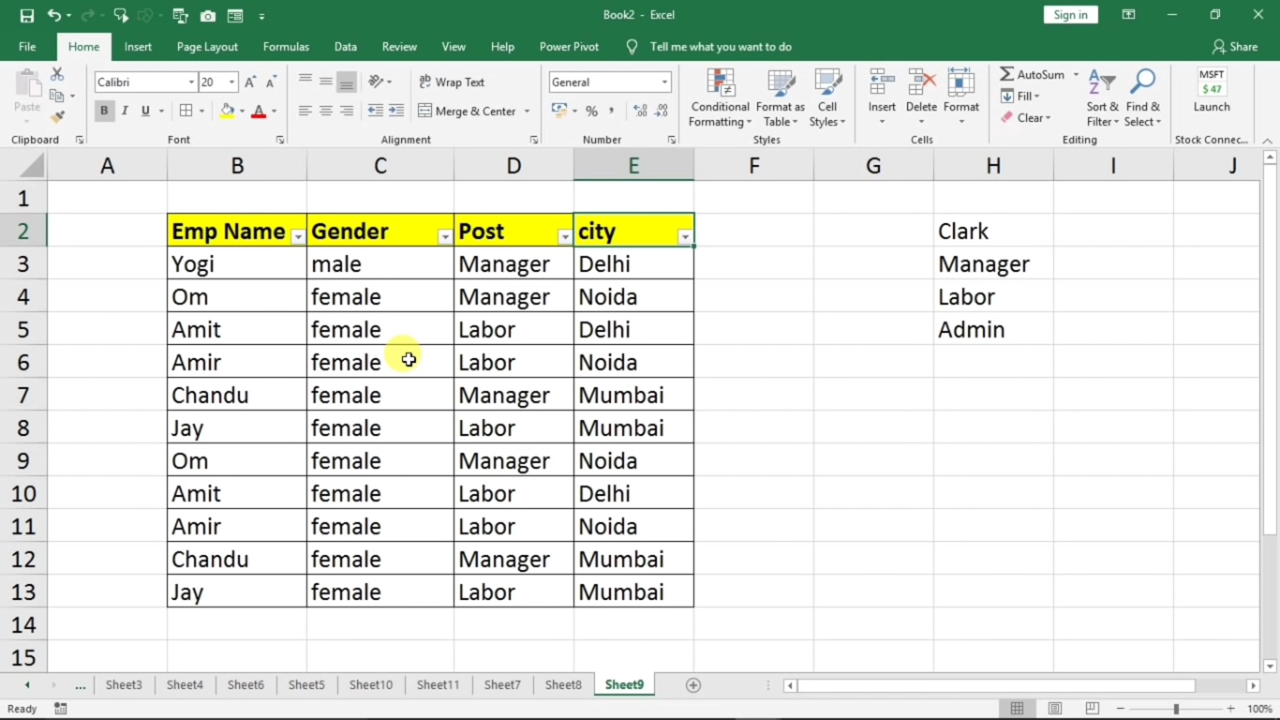 Book2 - Excel
Sign in
File Home Insert Page Layout Formulas Data Review View Help Power Pivot Tell me what you want to do Share
Paste
Calibri 20 A A
Wrap Text
General
Conditional Formatting
Format as Table
Cell Styles
Insert
Delete
Format
AutoSum
Fill
Clear
Sort & Filter
Find & Select
MSFT
$ 47
Launch
B I U A
Merge & Center
% ,
Clipboard Font Alignment Number Styles Cells Editing Stock Connec...
A B C D E F G H I J
1
2 Emp Name Gender Post city Clark
3 Yogi male Manager Delhi Manager
4 Om female Manager Noida Labor
5 Amit female Labor Delhi Admin
6 Amir female Labor Noida
7 Chandu female Manager Mumbai
8 Jay female Labor Mumbai
9 Om female Manager Noida
10 Amit female Labor Delhi
11 Amir female Labor Noida
12 Chandu female Manager Mumbai
13 Jay female Labor Mumbai
14
15
... Sheet3 Sheet4 Sheet6 Sheet5 Sheet10 Sheet11 Sheet7 Sheet8 Sheet9
Ready 100%